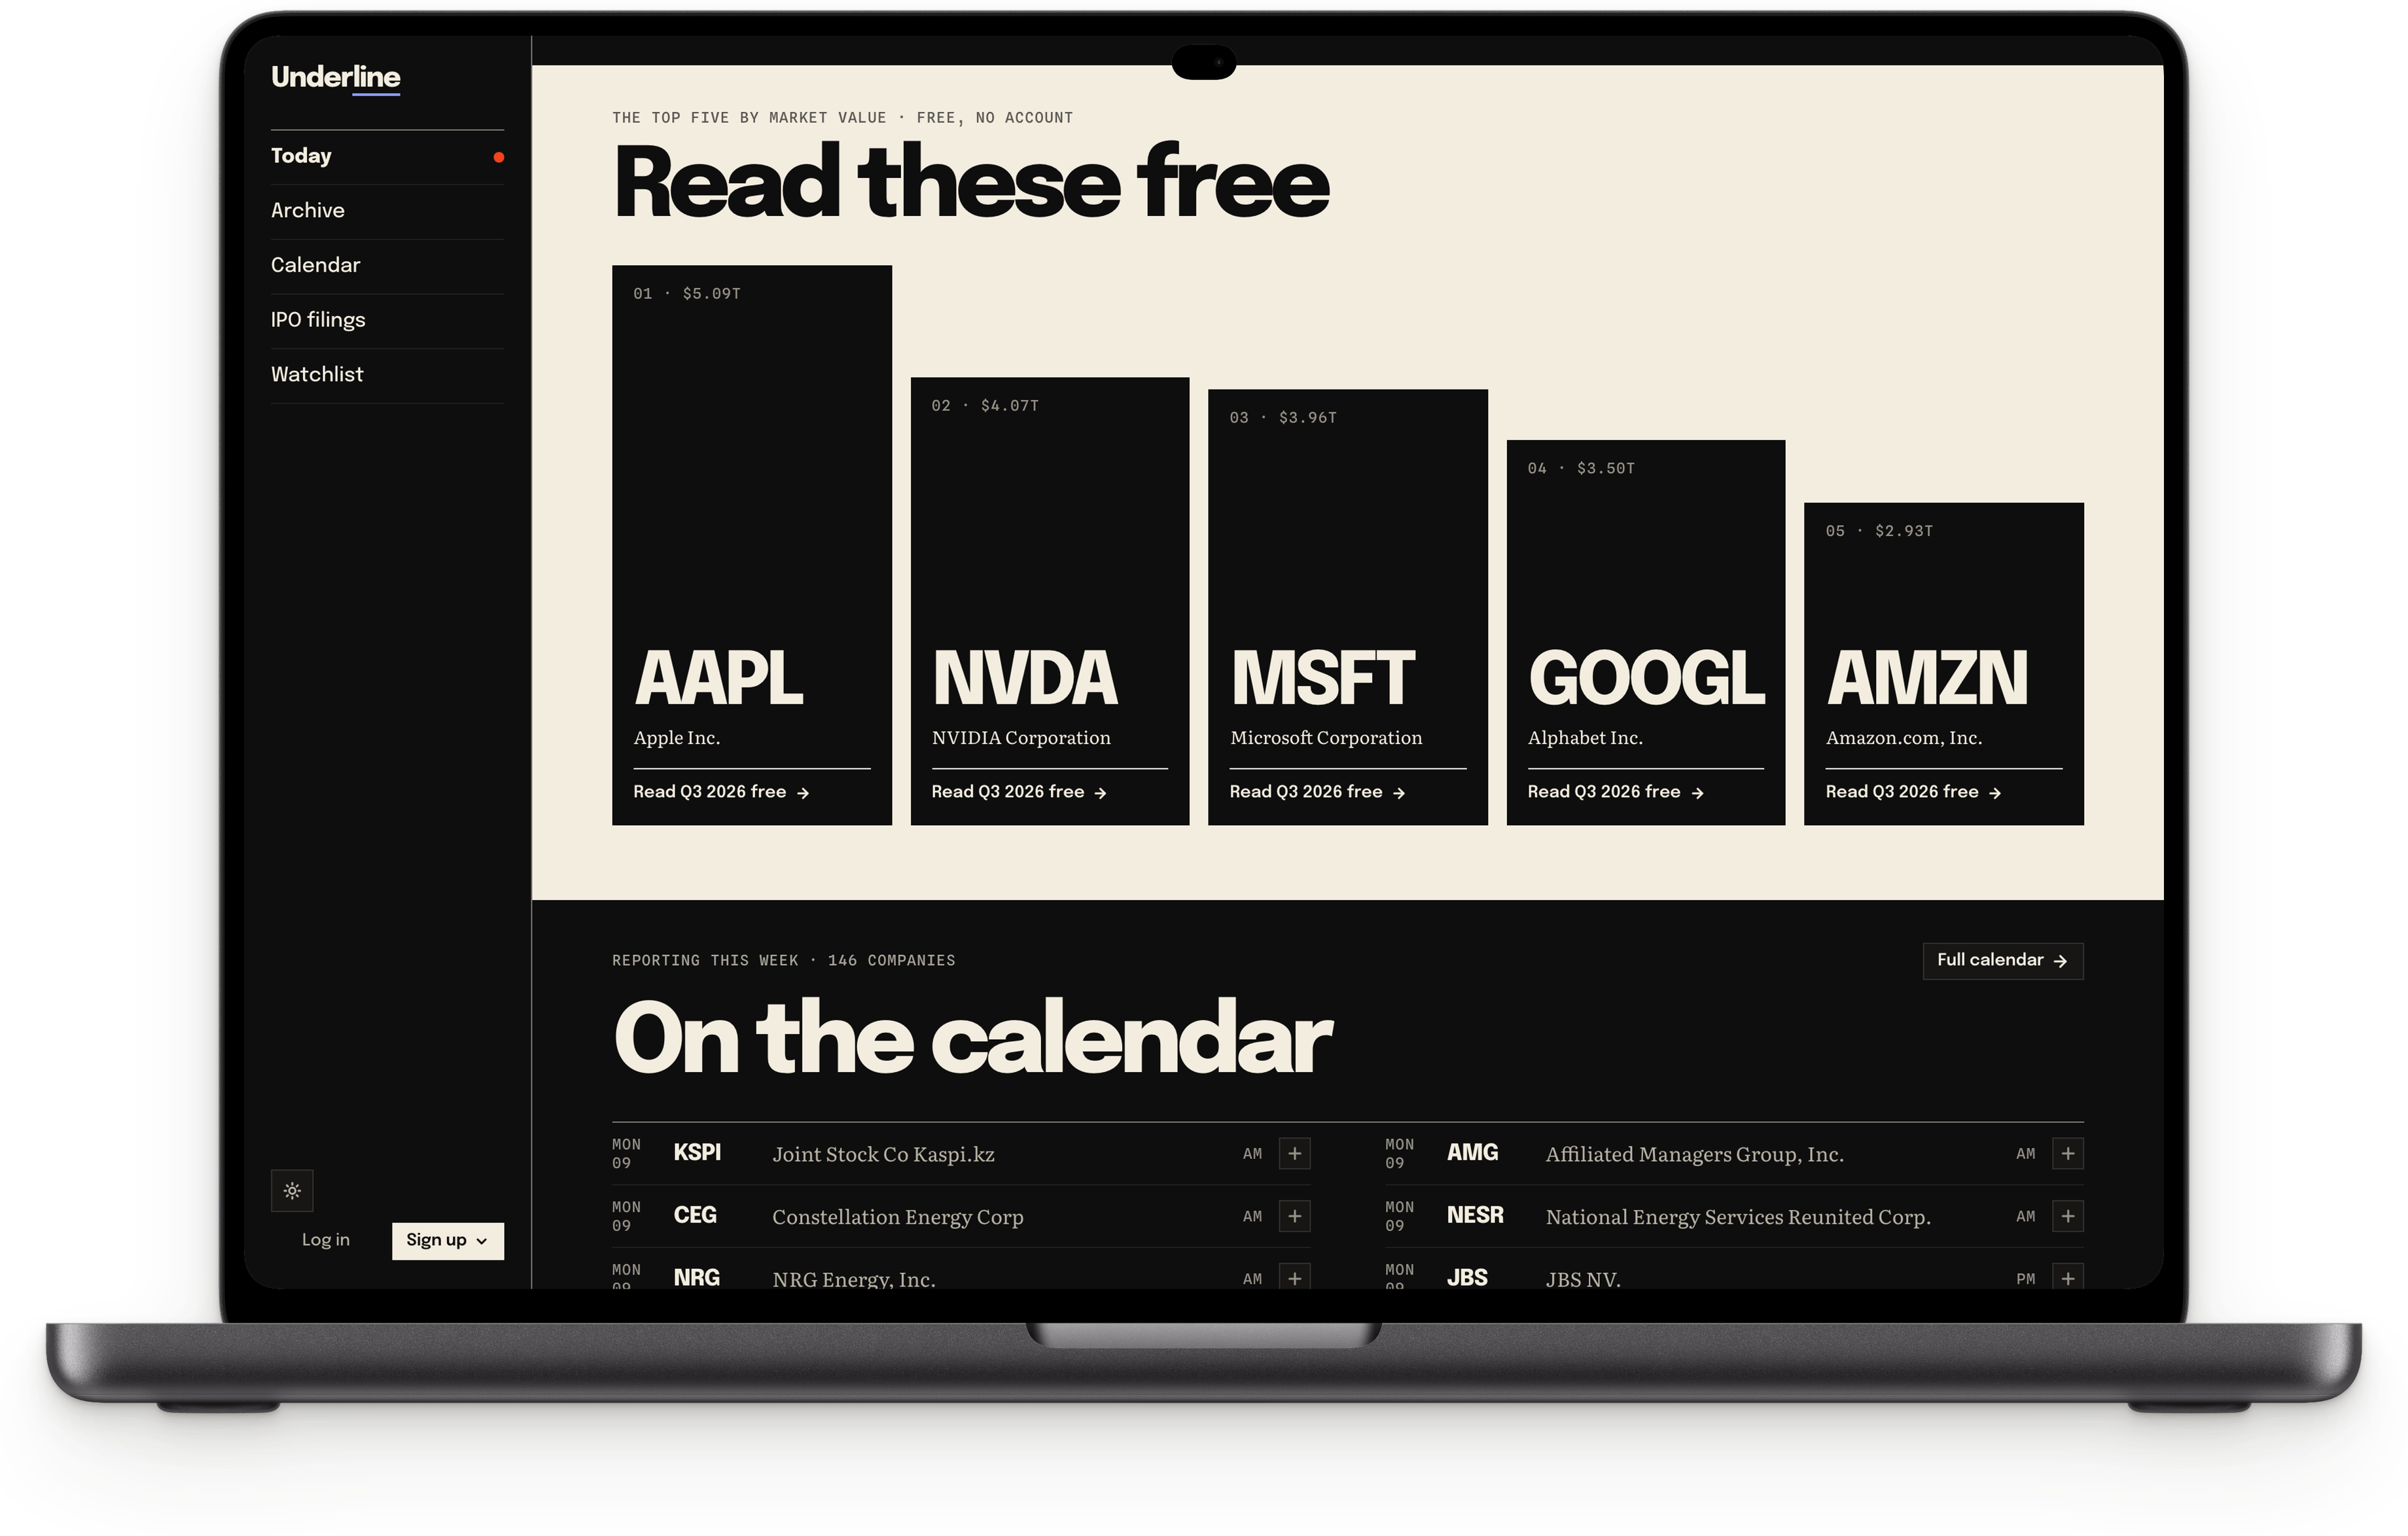 Underline
Today
Archive
Calendar
IPO filings
Watchlist
Log in
Sign up
THE TOP FIVE BY MARKET VALUE · FREE, NO ACCOUNT
Read these free
01 · $5.09T
AAPL
Apple Inc.
Read Q3 2026 free →
02 · $4.07T
NVDA
NVIDIA Corporation
Read Q3 2026 free →
03 · $3.96T
MSFT
Microsoft Corporation
Read Q3 2026 free →
04 · $3.50T
GOOGL
Alphabet Inc.
Read Q3 2026 free →
05 · $2.93T
AMZN
Amazon.com, Inc.
Read Q3 2026 free →
REPORTING THIS WEEK · 146 COMPANIES
Full calendar →
On the calendar
MON 09 KSPI Joint Stock Co Kaspi.kz AM +
MON 09 AMG Affiliated Managers Group, Inc. AM +
MON 09 CEG Constellation Energy Corp AM +
MON 09 NESR National Energy Services Reunited Corp. AM +
MON 09 NRG NRG Energy, Inc. AM +
MON 09 JBS JBS NV. PM +